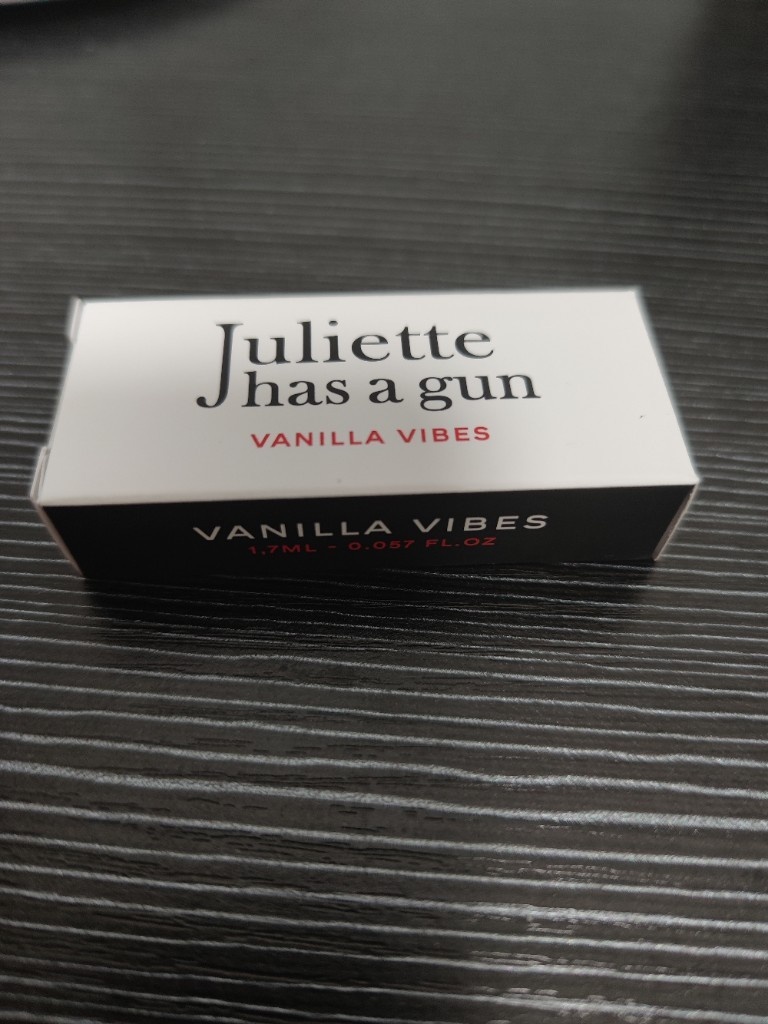 Juliette
has a gun
VANILLA VIBES
VANILLA VIBES
1,7ML - 0.057 FL.OZ